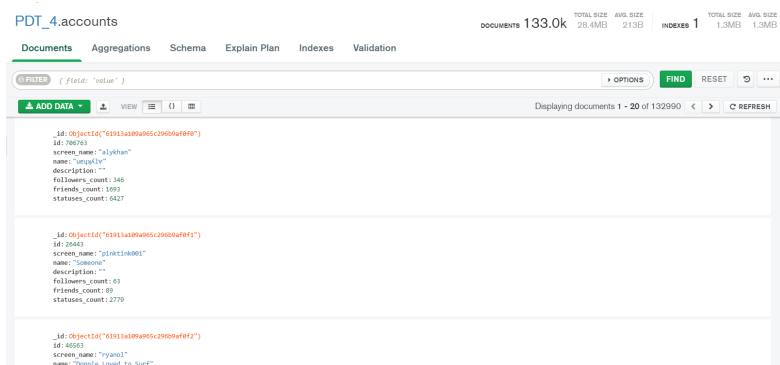 PDT_4.accounts
DOCUMENTS 133.0k TOTAL SIZE 28.4MB AVG. SIZE 213B INDEXES 1 TOTAL SIZE 1.3MB AVG. SIZE 1.3MB
Documents Aggregations Schema Explain Plan Indexes Validation
FILTER { field: 'value' } OPTIONS FIND RESET
ADD DATA VIEW {} Displaying documents 1 - 20 of 132990 < > REFRESH
_id: ObjectId("61913a109a965c296b9af0f0")
id: 706763
screen_name: "alykhan"
description: ""
followers_count: 346
friends_count: 1693
statuses_count: 6427
_id: ObjectId("61913a109a965c296b9af0f1")
id: 26443
screen_name: "pinktink001"
name: "Someone"
description: ""
followers_count: 63
friends_count: 89
statuses_count: 2779
_id: ObjectId("61913a109a965c296b9af0f2")
id: 46563
screen_name: "ryanol"
Loved to Surf"